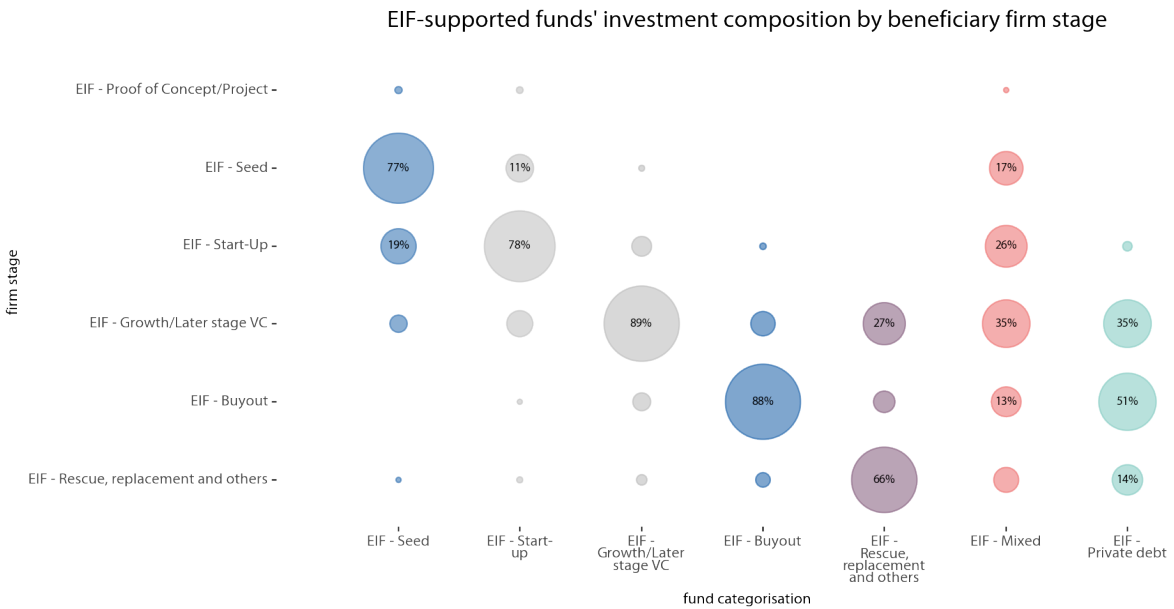 EIF-supported funds' investment composition by beneficiary firm stage
EIF - Proof of Concept/Project
EIF - Seed
77%
11%
17%
EIF - Start-Up
19%
78%
26%
firm stage
EIF - Growth/Later stage VC
89%
27%
35%
35%
EIF - Buyout
88%
13%
51%
EIF - Rescue, replacement and others
66%
14%
EIF - Seed
EIF - Start-
up
EIF -
Growth/Later
stage VC
EIF - Buyout
EIF -
Rescue,
replacement
and others
EIF - Mixed
EIF -
Private debt
fund categorisation